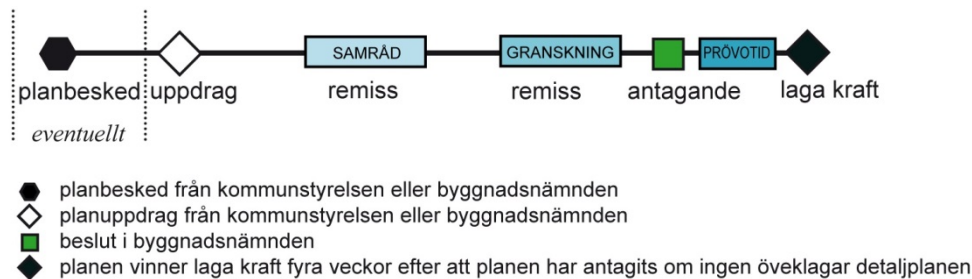 SAMRÅD GRANSKNING PRÖVOTID
planbesked uppdrag remiss remiss antagande laga kraft
eventuellt
planbesked från kommunstyrelsen eller byggnadsnämnden
planuppdrag från kommunstyrelsen eller byggnadsnämnden
beslut i byggnadsnämnden
planen vinner laga kraft fyra veckor efter att planen har antagits om ingen öveklagar detaljplanen